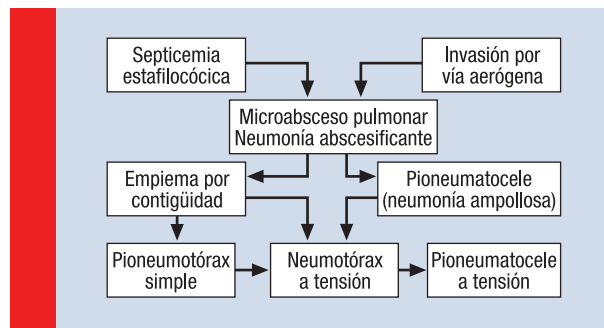 Septicemia
estafilocócica
Invasión por
vía aerógena
Microabsceso pulmonar
Neumonía abscesificante
Empiema por
contigüidad
Pioneumatocele
(neumonía ampollosa)
Pioneumotórax
simple
Neumotórax
a tensión
Pioneumatocele
a tensión